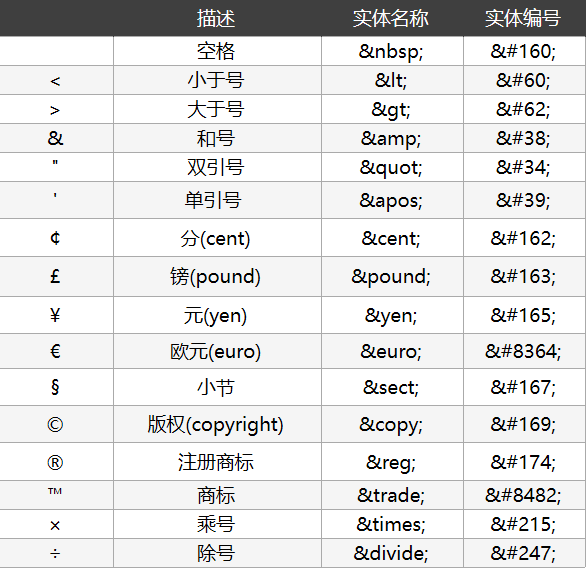 描述 实体名称 实体编号
空格 &nbsp; &#160;
< 小于号 &lt; &#60;
> 大于号 &gt; &#62;
& 和号 &amp; &#38;
" 双引号 &quot; &#34;
' 单引号 &apos; &#39;
¢ 分(cent) &cent; &#162;
£ 镑(pound) &pound; &#163;
¥ 元(yen) &yen; &#165;
€ 欧元(euro) &euro; &#8364;
§ 小节 &sect; &#167;
© 版权(copyright) &copy; &#169;
® 注册商标 &reg; &#174;
™ 商标 &trade; &#8482;
× 乘号 &times; &#215;
÷ 除号 &divide; &#247;